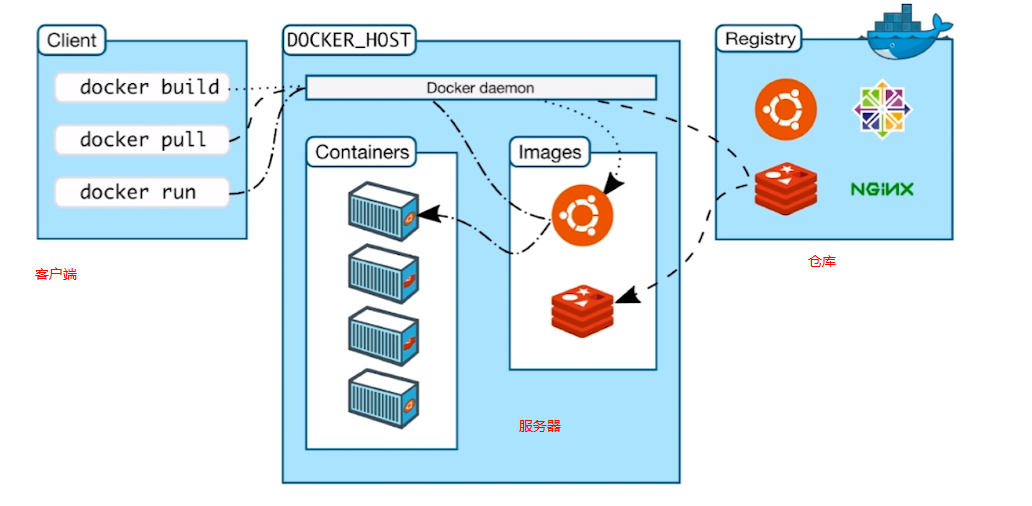 Client
docker build
docker pull
docker run
客户端
DOCKER_HOST
Docker daemon
Containers
Images
服务器
Registry
NGINX
仓库